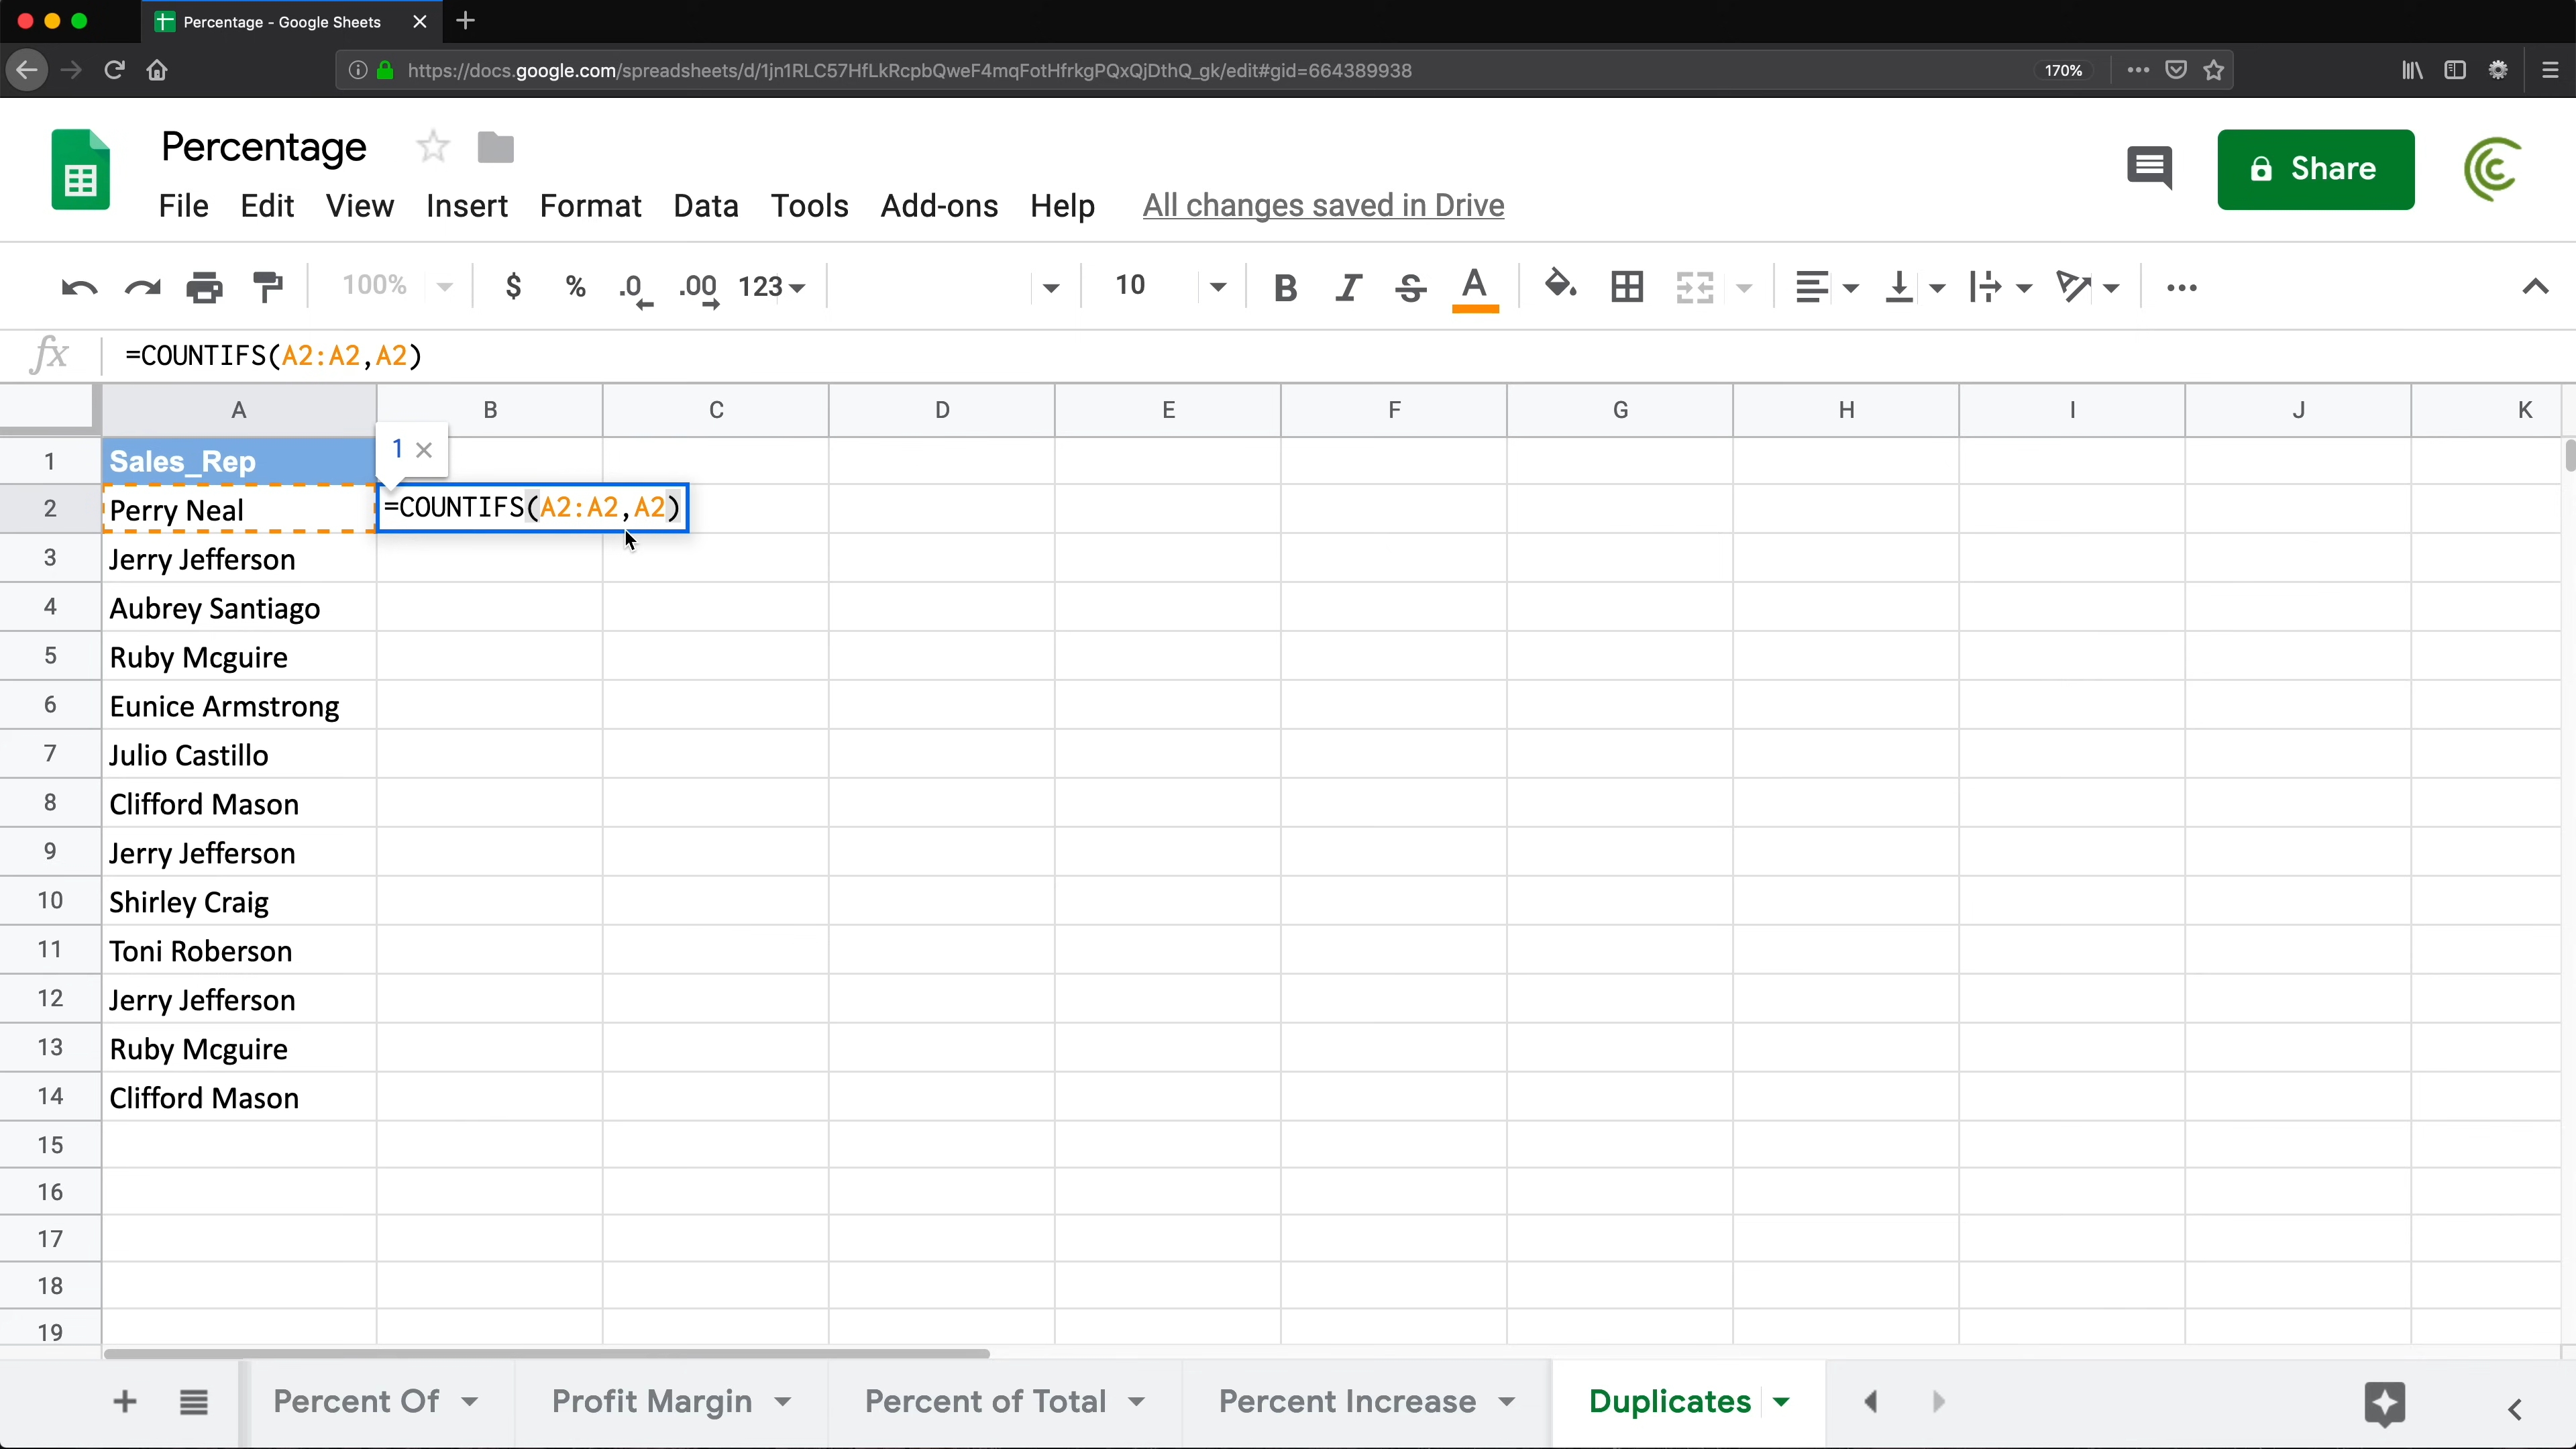 Percentage - Google Sheets
https://docs.google.com/spreadsheets/d/1jn1RLC57HfLkRcpbQweF4mqFotHfrkgPQxQjDthQ_gk/edit#gid=664389938
170%
Percentage
Share
File Edit View Insert Format Data Tools Add-ons Help All changes saved in Drive
100% $ % .0 .00 123 10 B I S A
fx =COUNTIFS(A2:A2,A2)
A B C D E F G H I J K
1 Sales_Rep 1
2 Perry Neal =COUNTIFS(A2:A2,A2)
3 Jerry Jefferson
4 Aubrey Santiago
5 Ruby Mcguire
6 Eunice Armstrong
7 Julio Castillo
8 Clifford Mason
9 Jerry Jefferson
10 Shirley Craig
11 Toni Roberson
12 Jerry Jefferson
13 Ruby Mcguire
14 Clifford Mason
15
16
17
18
19
Percent Of Profit Margin Percent of Total Percent Increase Duplicates